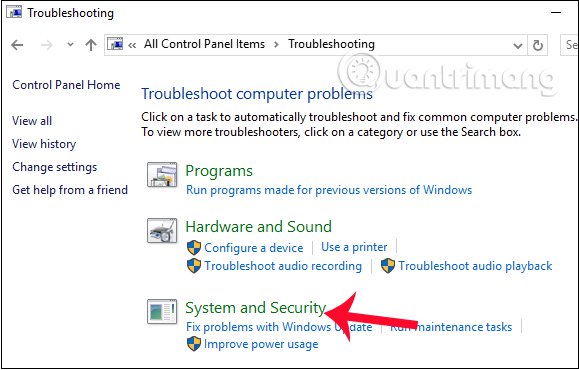 Troubleshooting
All Control Panel Items > Troubleshooting
Control Panel Home
View all
View history
Change settings
Get help from a friend
Quantrimang
Troubleshoot computer problems
Click on a task to automatically troubleshoot and fix common computer problems.
To view more troubleshooters, click on a category or use the Search box.
Programs
Run programs made for previous versions of Windows
Hardware and Sound
Configure a device | Use a printer
Troubleshoot audio recording | Troubleshoot audio playback
System and Security
Fix problems with Windows Update | Run maintenance tasks
Improve power usage